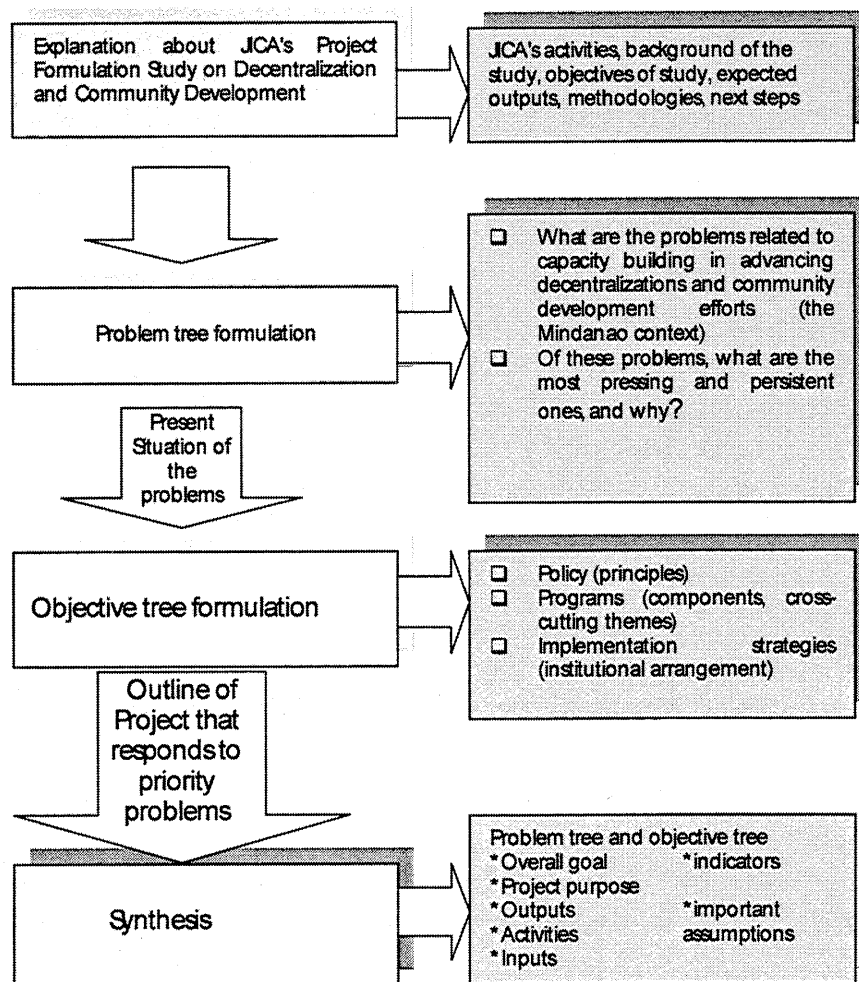 Explanation about JICA's Project
Formulation Study on Decentralization
and Community Development
JICA's activities, background of the
study, objectives of study, expected
outputs, methodologies, next steps
Problem tree formulation
❑ What are the problems related to
capacity building in advancing
decentralizations and community
development efforts (the
Mindanao context)
❑ Of these problems, what are the
most pressing and persistent
ones, and why?
Present
Situation of
the
problems
Objective tree formulation
❑ Policy (principles)
❑ Programs (components, cross-
cutting themes)
❑ Implementation strategies
(institutional arrangement)
Outline of
Project that
responds to
priority
problems
Synthesis
Problem tree and objective tree
*Overall goal *indicators
*Project purpose
*Outputs *important
*Activities assumptions
*Inputs